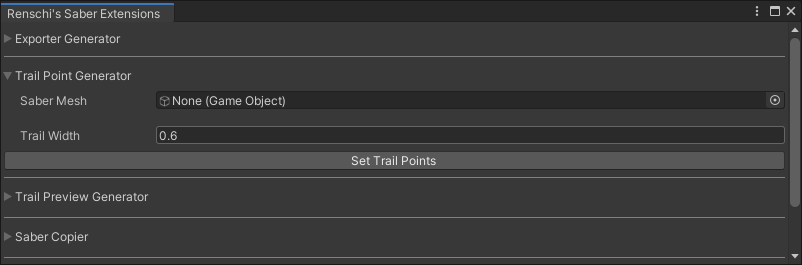 Renschi's Saber Extensions
Exporter Generator
Trail Point Generator
Saber Mesh
None (Game Object)
Trail Width
0.6
Set Trail Points
Trail Preview Generator
Saber Copier